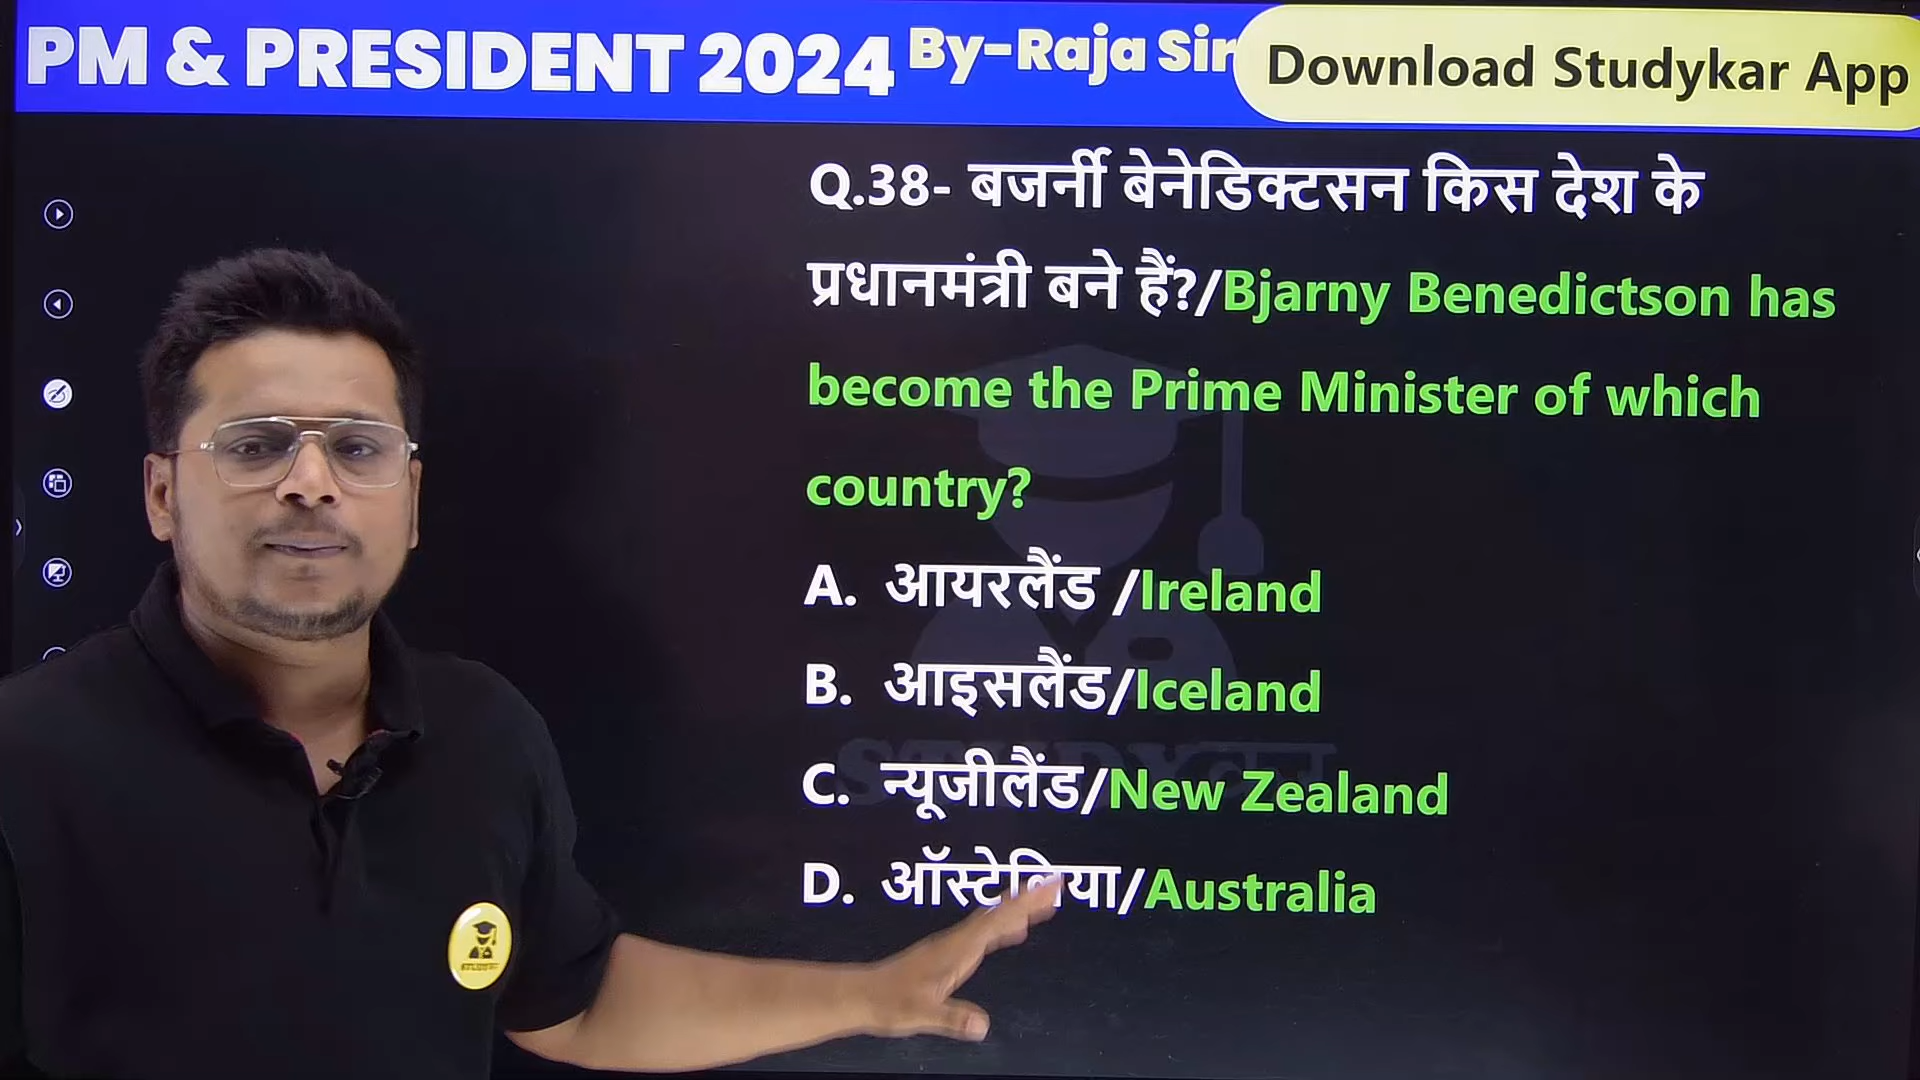 PM & PRESIDENT 2024 By-Raja Sir Download Studykar App
Q.38- बजर्नी बेनेडिक्टसन किस देश के
प्रधानमंत्री बने हैं?/Bjarny Benedictson has
become the Prime Minister of which
country?
A. आयरलैंड /Ireland
B. आइसलैंड/Iceland
C. न्यूजीलैंड/New Zealand
D. ऑस्टेलिया/Australia
STUDYकर